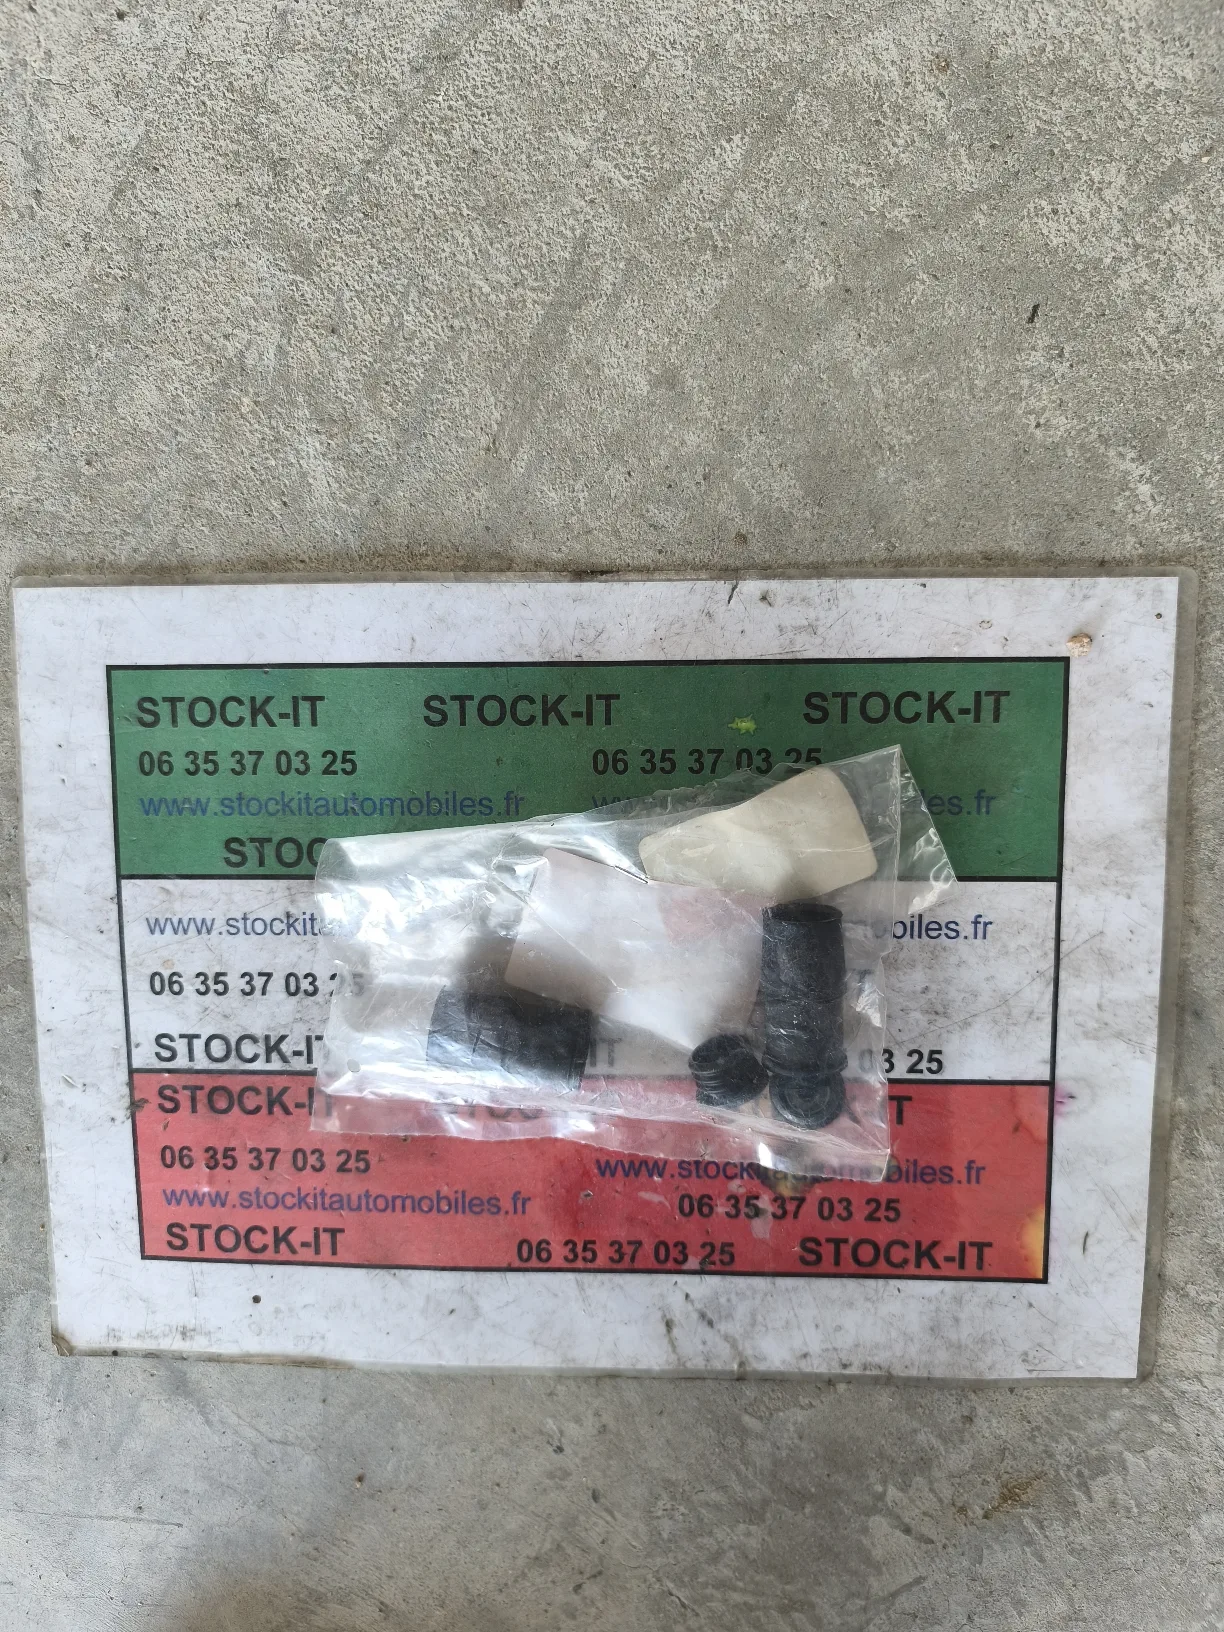 STOCK-IT STOCK-IT STOCK-IT
06 35 37 03 25 06 35 37 03 25
www.stockitautomobiles.fr
STOC
www.stockit biles.fr
06 35 37 03 25
STOCK-IT 03 25
STOCK-IT
06 35 37 03 25 www.stockitautomobiles.fr
www.stockitautomobiles.fr 06 35 37 03 25
STOCK-IT 06 35 37 03 25 STOCK-IT